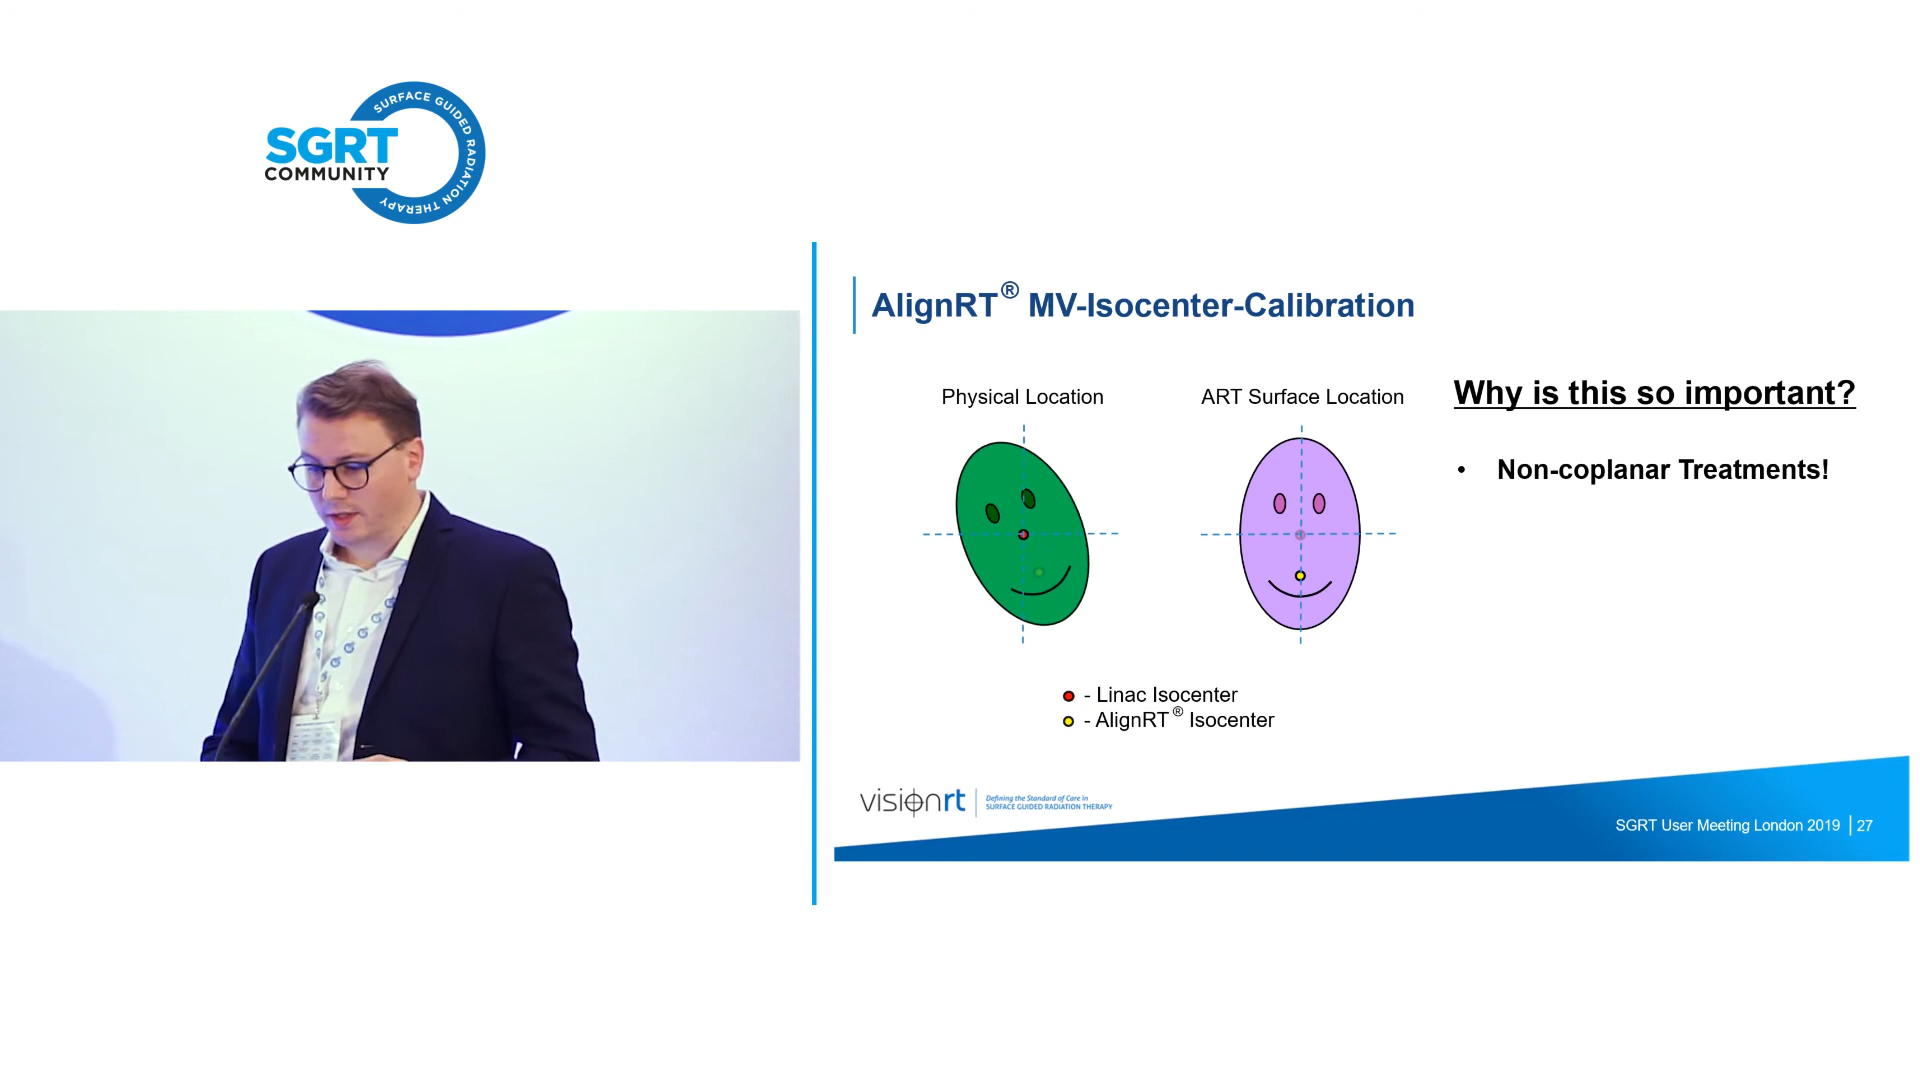 SURFACE GUIDED RADIATION THERAPY
SGRT
COMMUNITY
AlignRT® MV-Isocenter-Calibration
Physical Location
ART Surface Location
Why is this so important?
• Non-coplanar Treatments!
- Linac Isocenter
- AlignRT® Isocenter
visionrt
Defining the Standard of Care in
SURFACE GUIDED RADIATION THERAPY
SGRT User Meeting London 2019 | 27